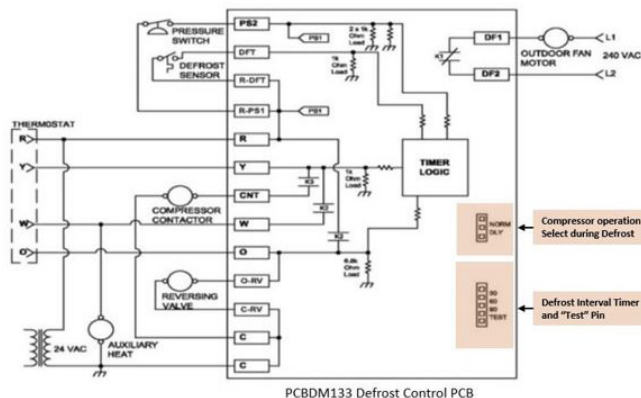 PRESSURE
SWITCH
DEFROST
SENSOR
THERMOSTAT
R
Y
W
O
COMPRESSOR
CONTACTOR
REVERSING
VALVE
24 VAC
AUXILIARY
HEAT
PS2
DFT
R-DFT
R-PS1
R
Y
CNT
W
O
O-RV
C-RV
C
C
PB1
2 x 1k
Ohm
Load
1k
Ohm
Load
PB1
K3
K2
K2
1k
Ohm
Load
6.8k
Ohm
Load
TIMER
LOGIC
K1
DF1
DF2
OUTDOOR FAN
MOTOR
L1
240 VAC
L2
NORM
DLY
Compressor operation
Select during Defrost
30
60
90
TEST
Defrost Interval Timer
and “Test” Pin
PCBDM133 Defrost Control PCB